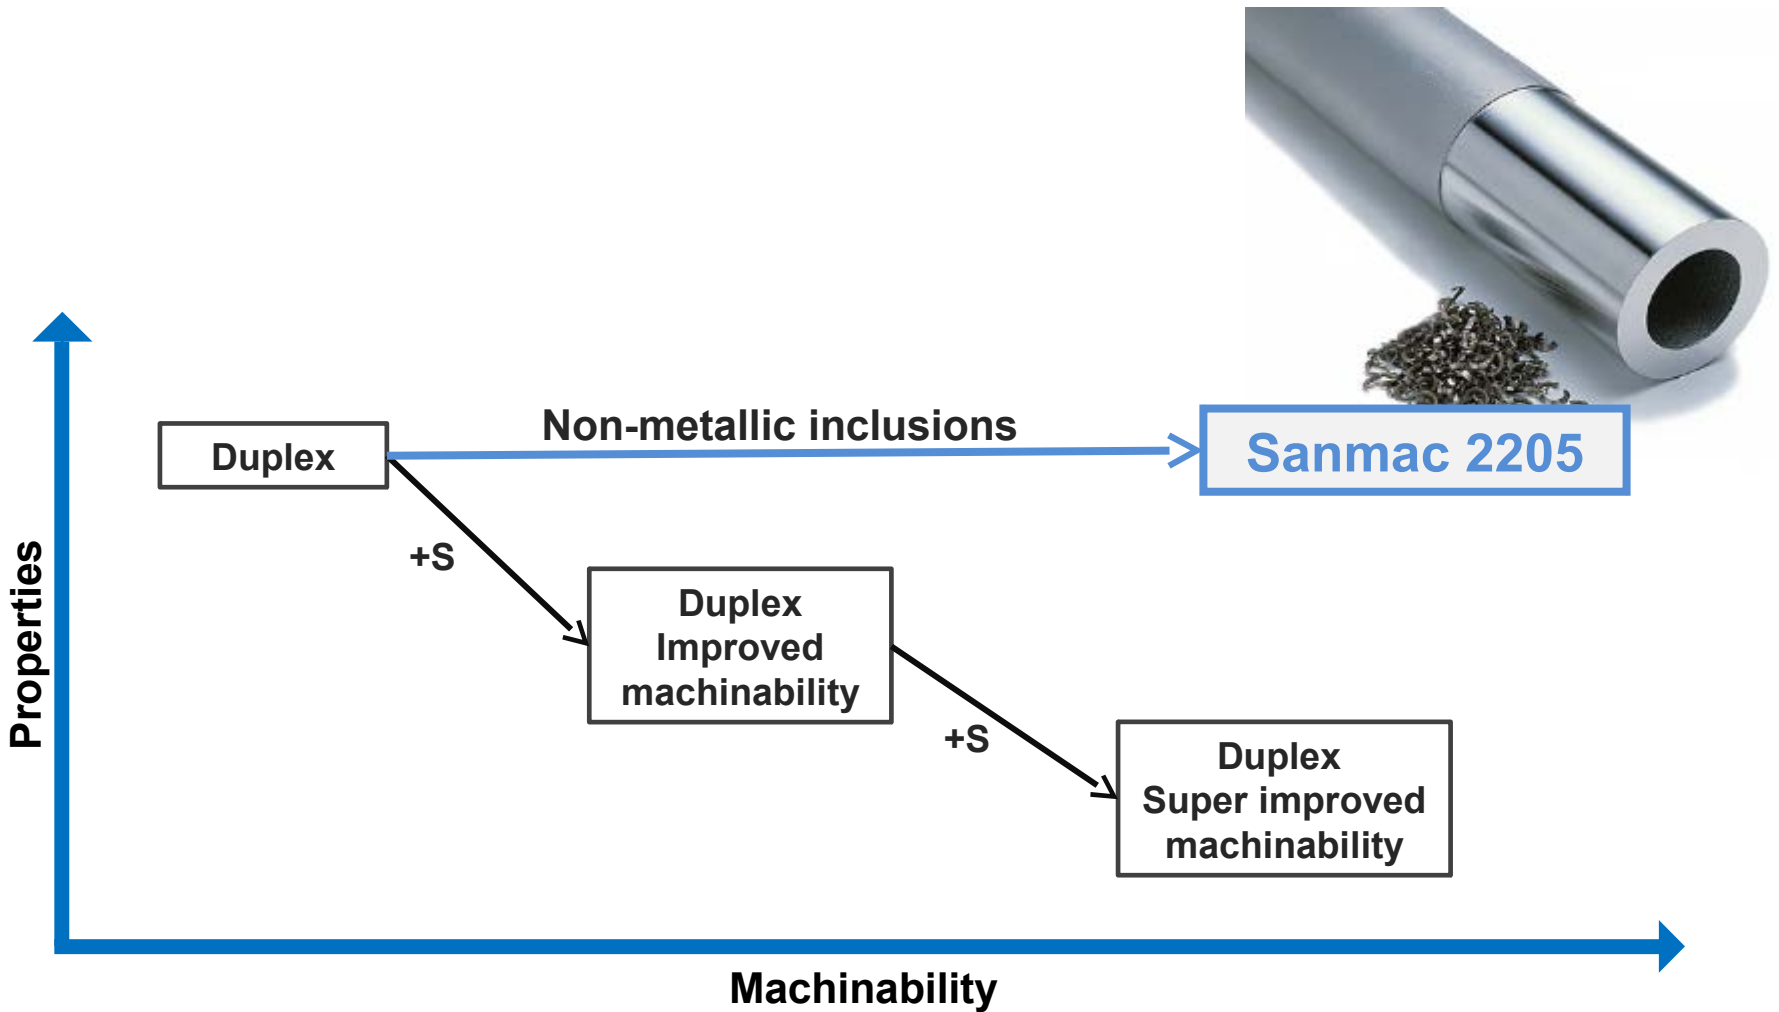 Non-metallic inclusions
Duplex
Sanmac 2205
+S
Duplex
Improved
machinability
+S
Duplex
Super improved
machinability
Properties
Machinability